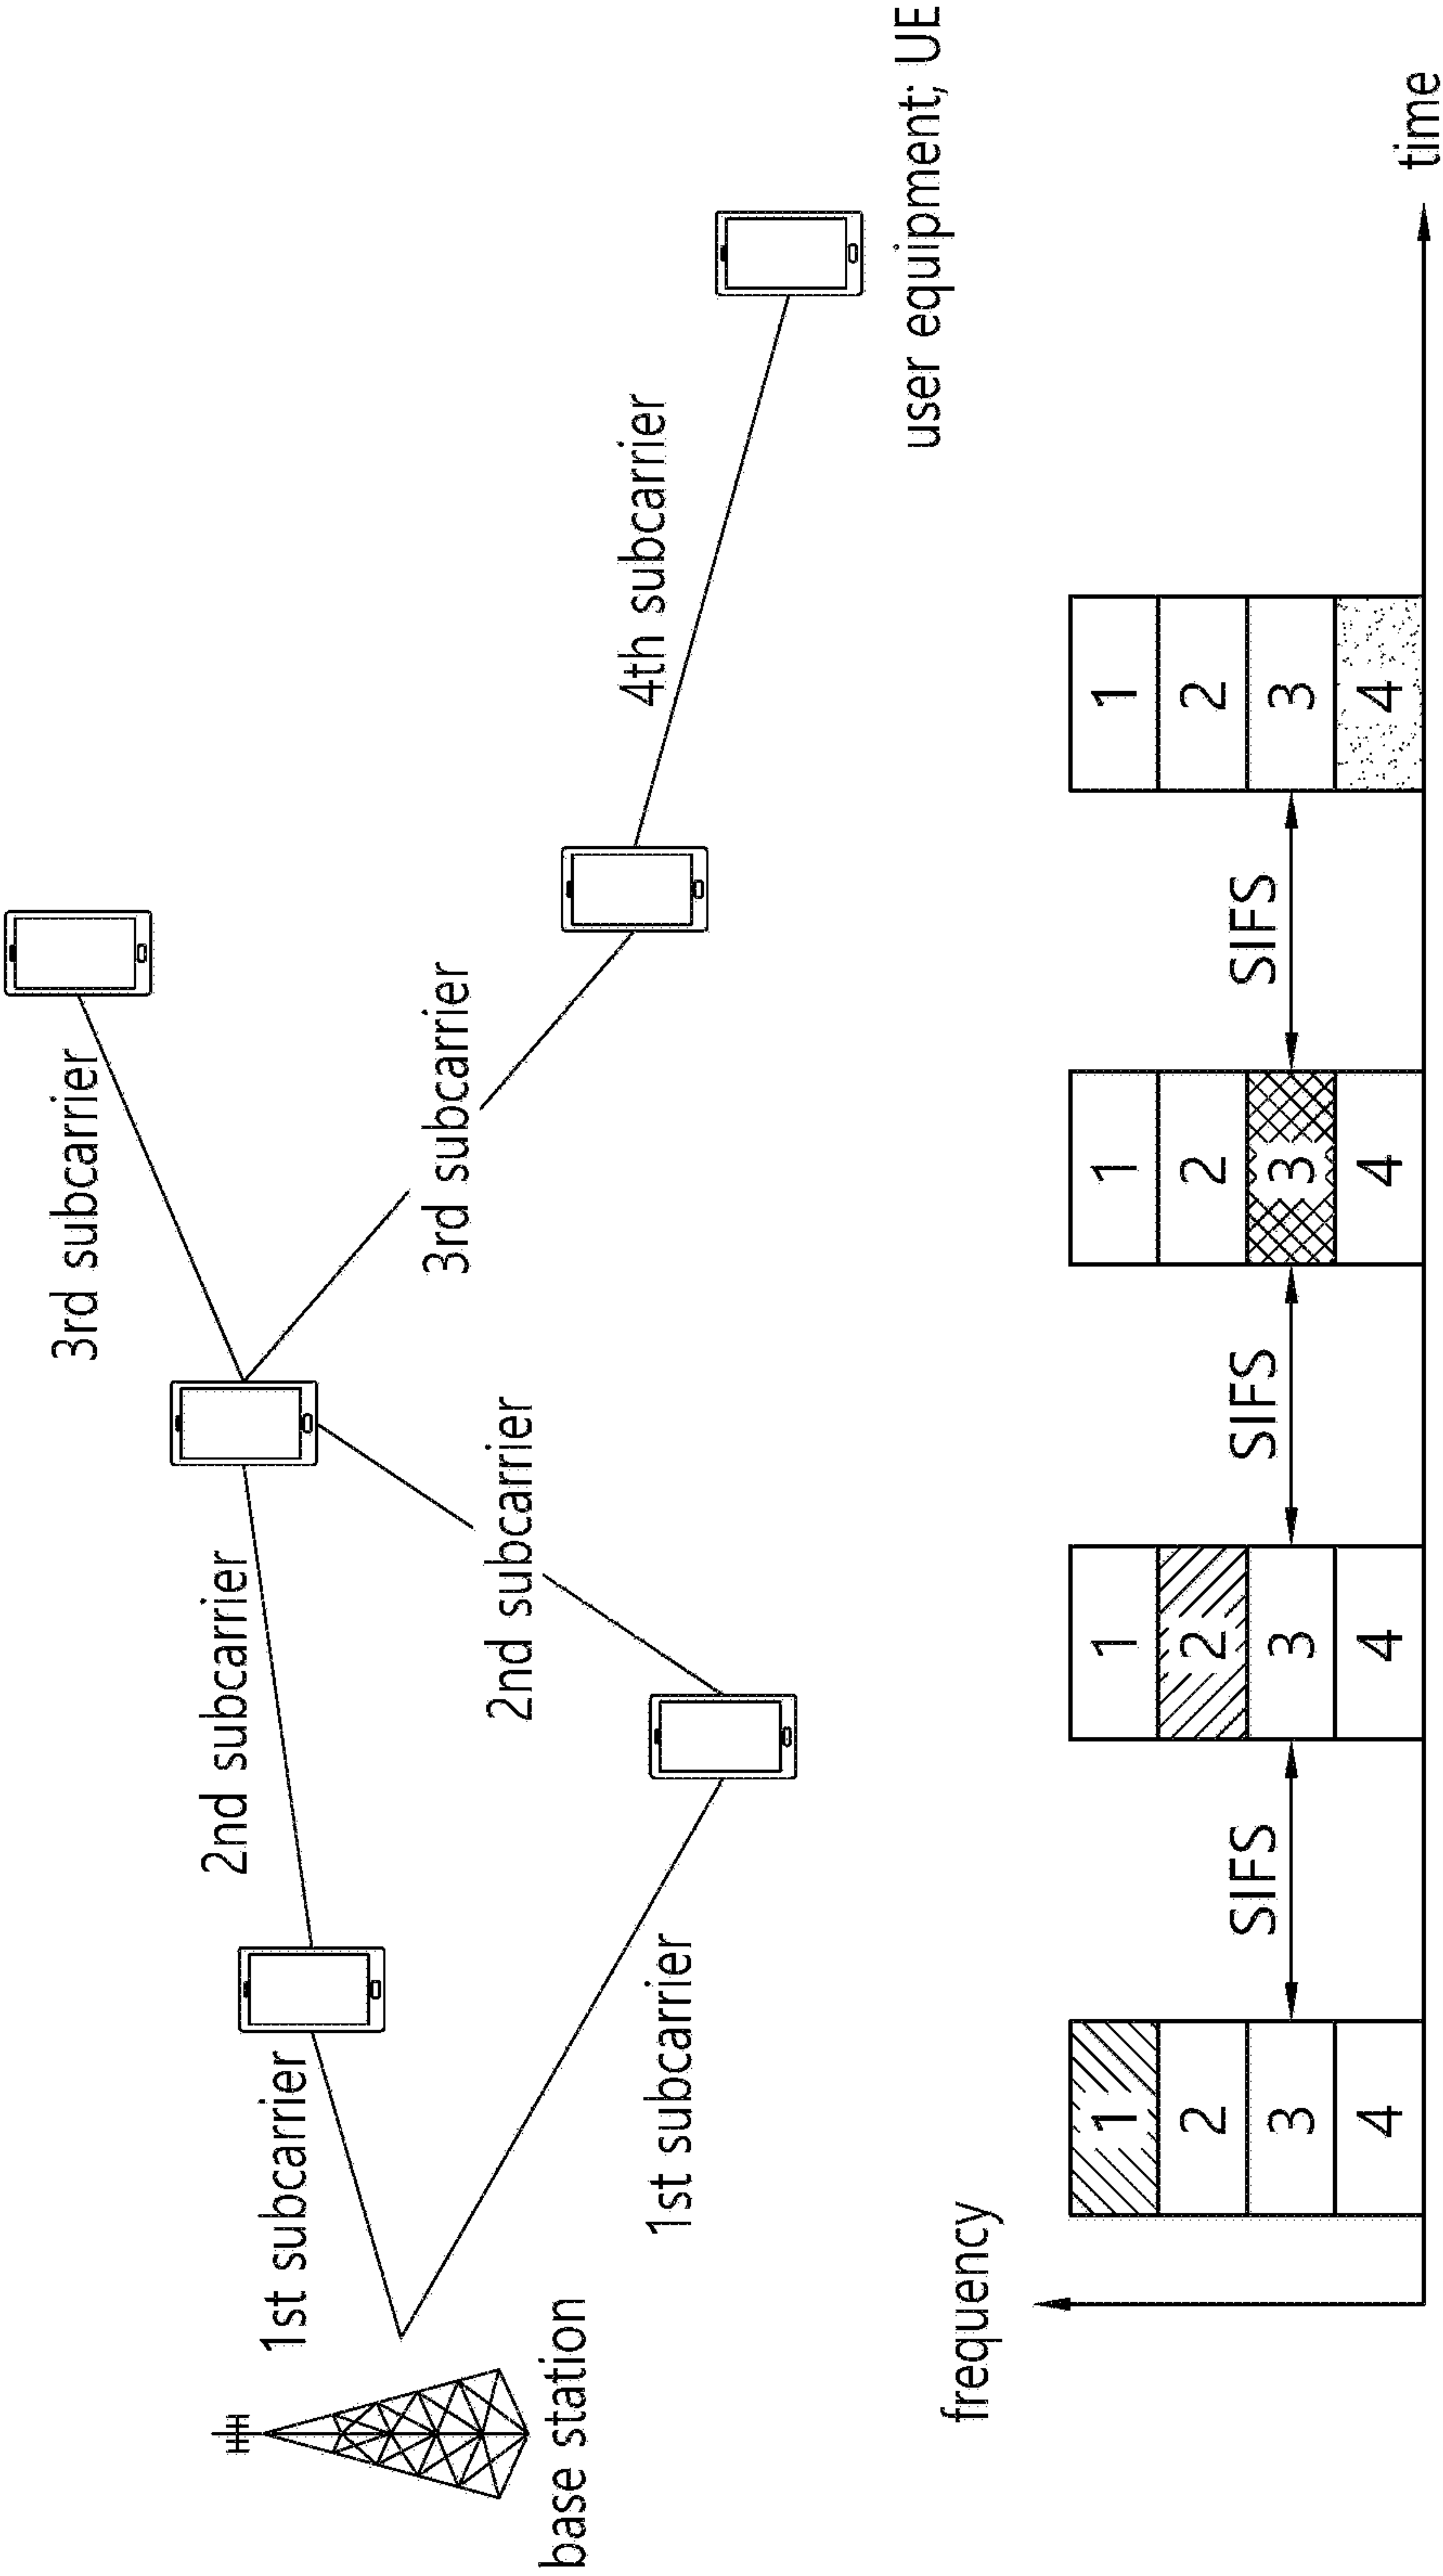 3rd subcarrier
2nd subcarrier
1st subcarrier
3rd subcarrier
2nd subcarrier
4th subcarrier
1st subcarrier
base station
user equipment; UE
frequency
1 1 1 1
2 2 2 2
SIFS SIFS SIFS
3 3 3 3
4 4 4 4
time